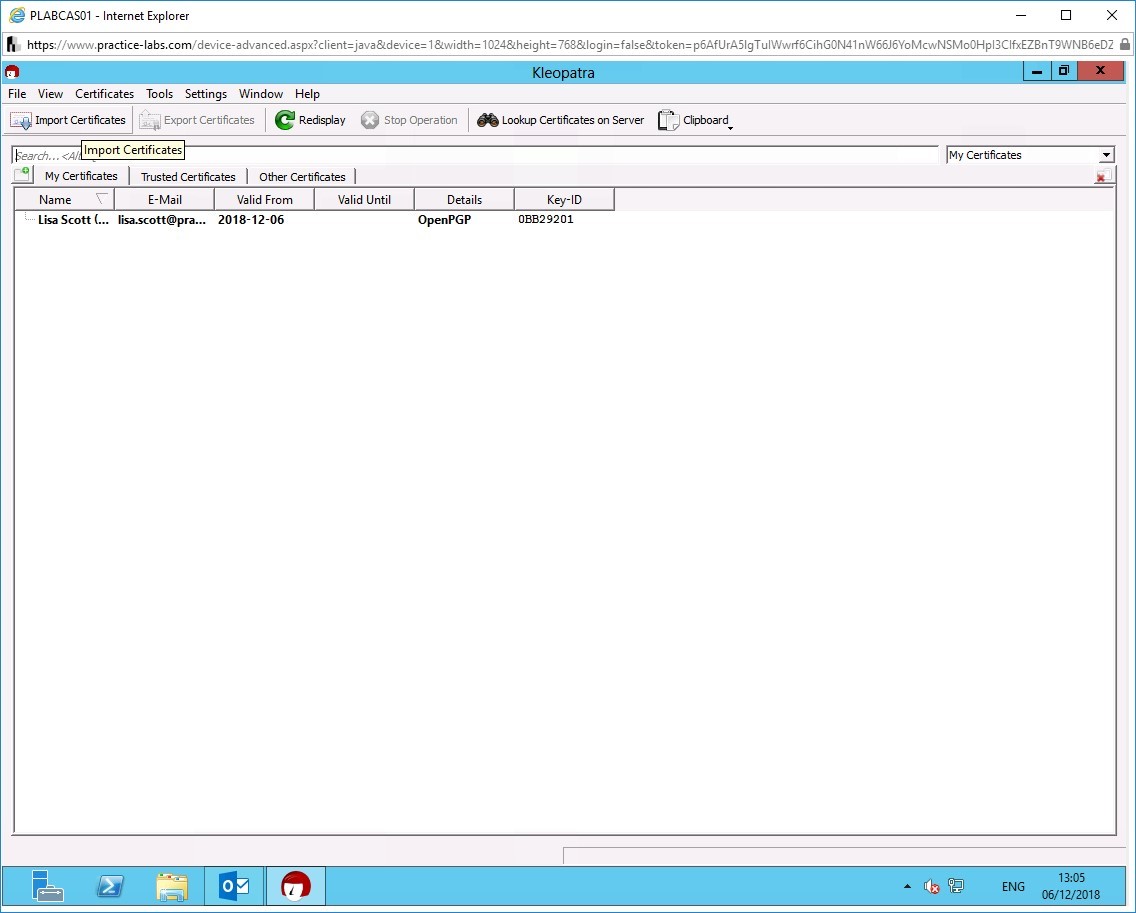 PLABCAS01 - Internet Explorer
https://www.practice-labs.com/device-advanced.aspx?client=java&device=1&width=1024&height=768&login=false&token=p6AfUrA5IgTulWwrf6CihG0N41nW66J6YoMcwNSMo0HpI3ClfxEZBnT9WNB6eDZ
Kleopatra
File View Certificates Tools Settings Window Help
Import Certificates Export Certificates Redisplay Stop Operation Lookup Certificates on Server Clipboard
Import Certificates
Search... <Alt My Certificates
My Certificates Trusted Certificates Other Certificates
Name E-Mail Valid From Valid Until Details Key-ID
Lisa Scott (... lisa.scott@pra... 2018-12-06 OpenPGP 0BB29201
13:05
ENG
06/12/2018